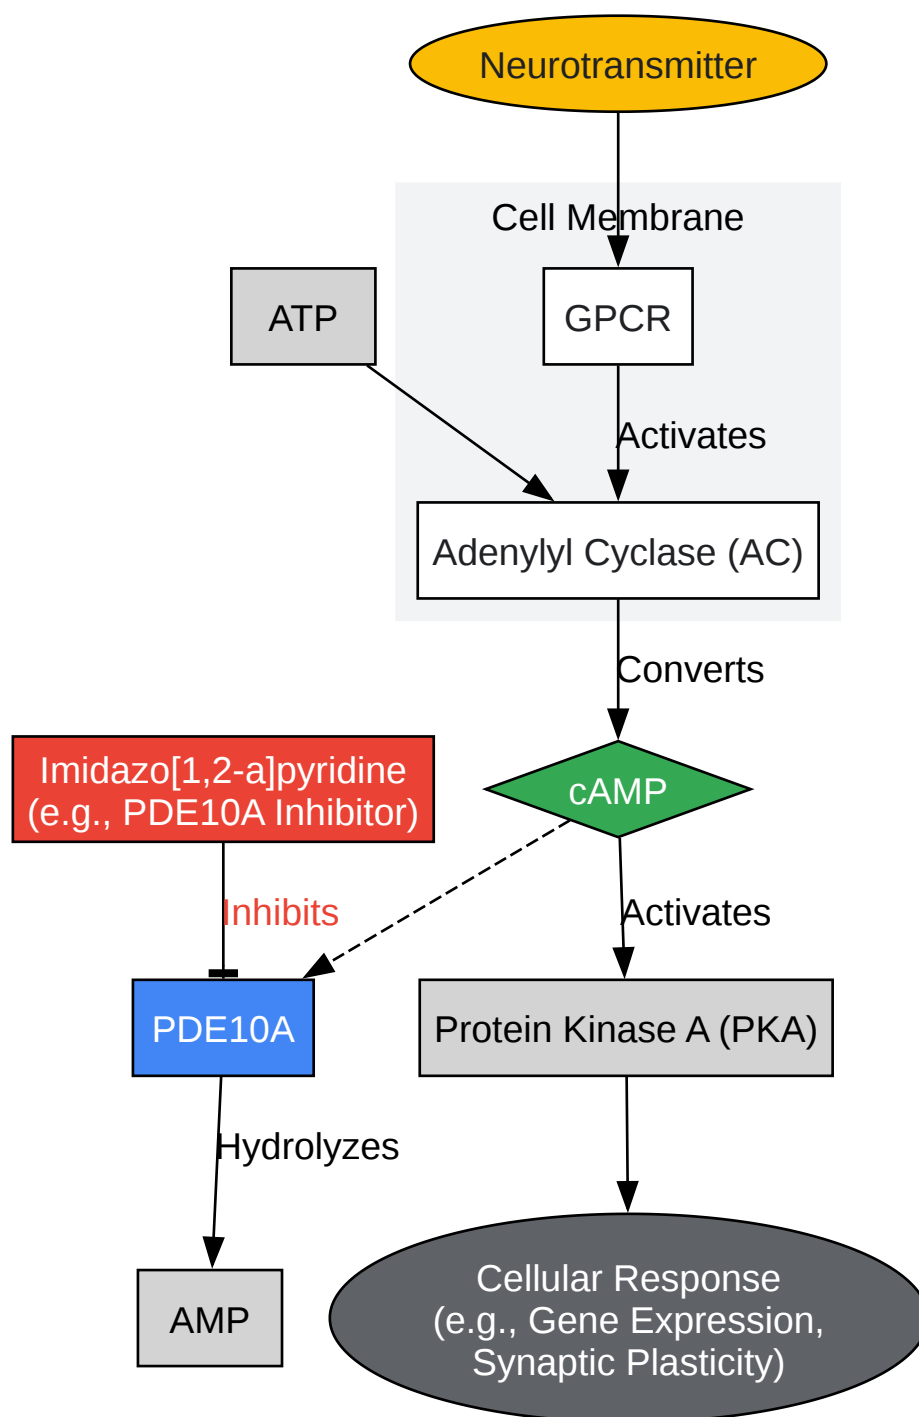 Neurotransmitter
Cell Membrane
ATP
GPCR
Activates
Adenylyl Cyclase (AC)
Converts
Imidazo[1,2-a]pyridine
(e.g., PDE10A Inhibitor)
cAMP
Inhibits
Activates
PDE10A
Protein Kinase A (PKA)
Hydrolyzes
AMP
Cellular Response
(e.g., Gene Expression,
Synaptic Plasticity)